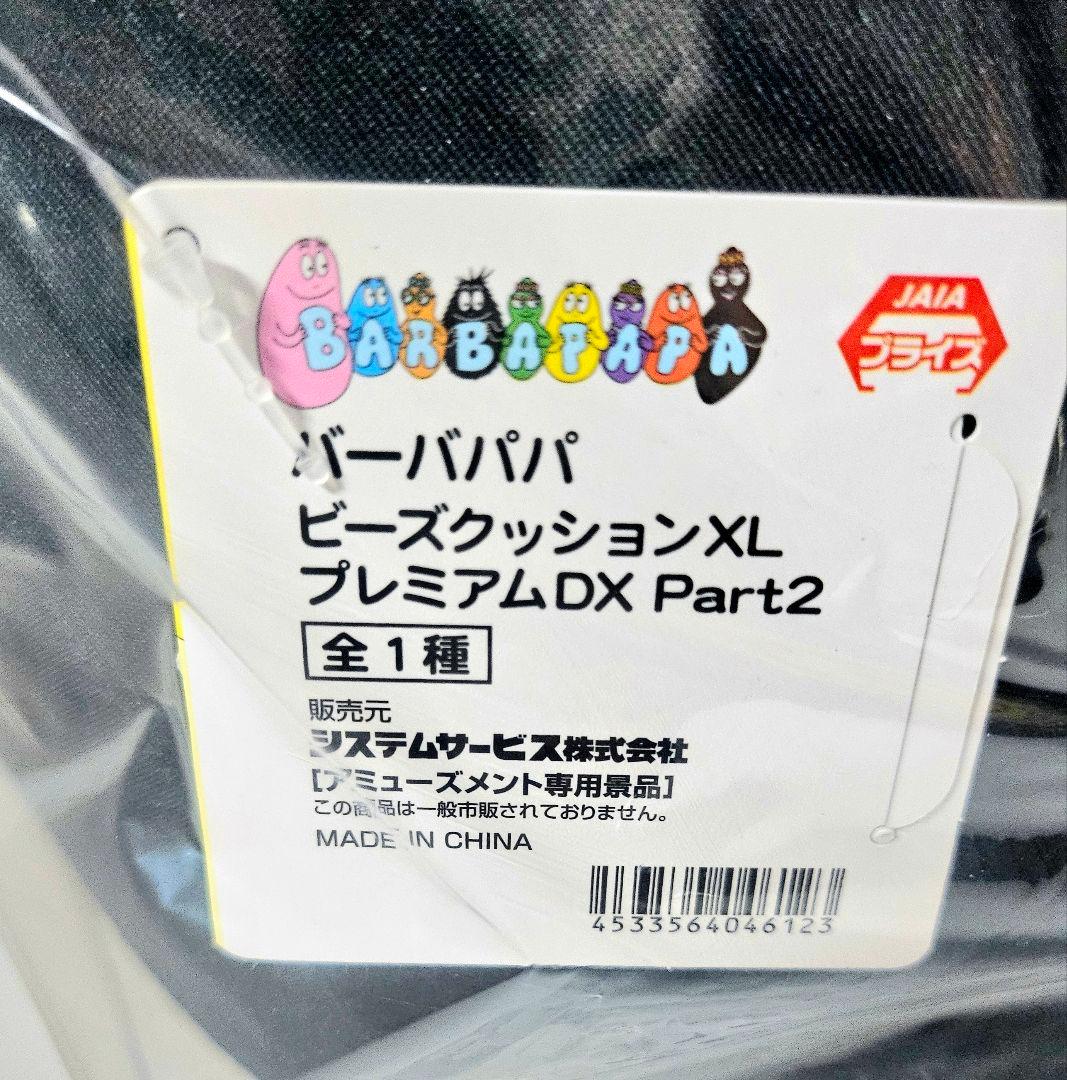 BARBAPAPA
JAIA
プライズ
バーバパパ
ビーズクッションXL
プレミアムDX Part2
全1種
販売元
システムサービス株式会社
[アミューズメント専用景品]
この商品は一般市販されておりません。
MADE IN CHINA
4533564046123